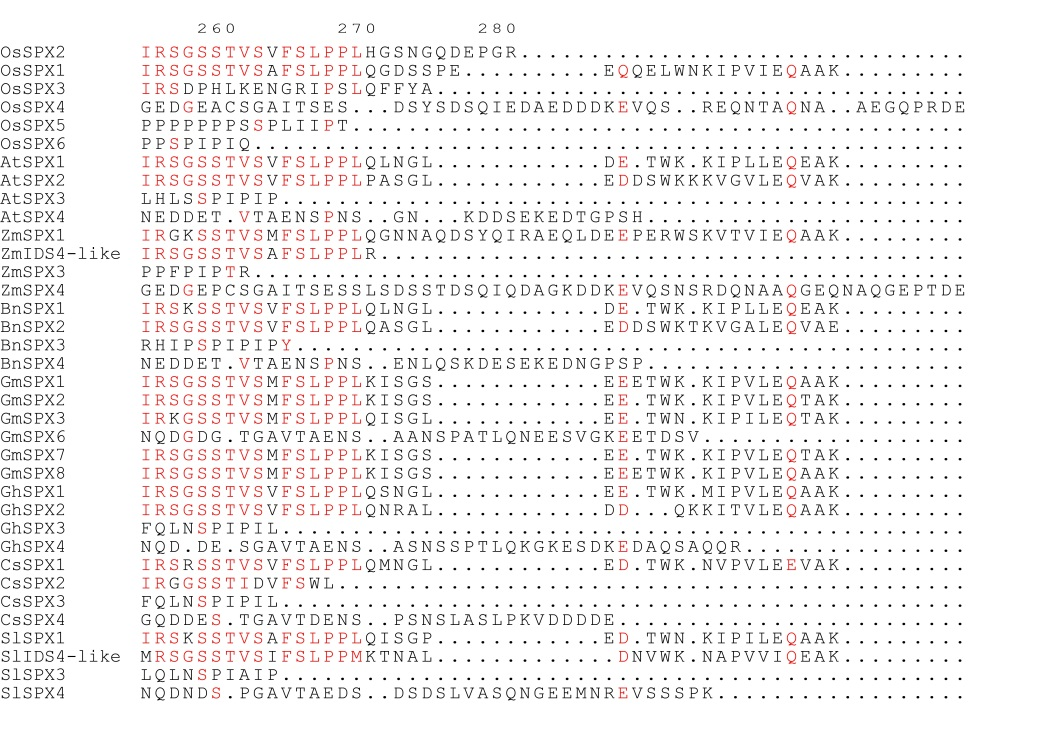 260 270 280
OsSPX2 IRSGSSTVSVFSLPPLHGSNGQDEPGR................................
OsSPX1 IRSGSSTVSAFSLPPLQGDSSPE..........EQQELWNKIPVIEQAAK.........
OsSPX3 IRSDPHLKENGRIPSLQFFYA......................................
OsSPX4 GEDGEACSGAITSES...DSYSDSQIEDAEDDDKEVQS..REQNTAQNA..AEGQPRDE
OsSPX5 PPPPPPPSSPLIIPT............................................
OsSPX6 PPSPIPIQ...................................................
AtSPX1 IRSGSSTVSVFSLPPLQLNGL............DE.TWK.KIPLLEQEAK.........
AtSPX2 IRSGSSTVSVFSLPPLPASGL............EDDSWKKKVGVLEQVAK.........
AtSPX3 LHLSSPIPIP.................................................
AtSPX4 NEDDET.VTAENSPNS..GN...KDDSEKEDTGPSH.......................
ZmSPX1 IRGKSSTVSMFSLPPLQGNNAQDSYQIRAEQLDEEPERWSKVTVIEQAAK.........
ZmIDS4-like IRSGSSTVSAFSLPPLR..........................................
ZmSPX3 PPFPIPTR...................................................
ZmSPX4 GEDGEPCSGAITSESSLSDSSTDSQIQDAGKDDKEVQSNSRDQNAAQGEQNAQGEPTDE
BnSPX1 IRSKSSTVSVFSLPPLQLNGL............DE.TWK.KIPLLEQEAK.........
BnSPX2 IRSGSSTVSVFSLPPLQASGL............EDDSWKTKVGALEQVAE.........
BnSPX3 RHIPSPIPIPY................................................
BnSPX4 NEDDET.VTAENSPNS..ENLQSKDESEKEDNGPSP.......................
GmSPX1 IRSGSSTVSMFSLPPLKISGS............EEETWK.KIPVLEQAAK.........
GmSPX2 IRSGSSTVSMFSLPPLKISGS............EE.TWK.KIPVLEQTAK.........
GmSPX3 IRKGSSTVSMFSLPPLQISGL............EE.TWN.KIPILEQTAK.........
GmSPX6 NQDGDG.TGAVTAENS..AANSPATLQNEESVGKEETDSV...................
GmSPX7 IRSGSSTVSMFSLPPLKISGS............EE.TWK.KIPVLEQTAK.........
GmSPX8 IRSGSSTVSMFSLPPLKISGS............EEETWK.KIPVLEQAAK.........
GhSPX1 IRSGSSTVSVFSLPPLQSNGL............EE.TWK.MIPVLEQAAK.........
GhSPX2 IRSGSSTVSVFSLPPLQNRAL............DD...QKKITVLEQAAK.........
GhSPX3 FQLNSPIPIL.................................................
GhSPX4 NQD.DE.SGAVTAENS..ASNSSPTLQKGKESDKEDAQSAQQR................
CsSPX1 IRSRSSTVSVFSLPPLQMNGL............ED.TWK.NVPVLEEVAK.........
CsSPX2 IRGGSSTIDVFSWL.............................................
CsSPX3 FQLNSPIPIL.................................................
CsSPX4 GQDDES.TGAVTDENS..PSNSLASLPKVDDDDE.........................
SlSPX1 IRSKSSTVSAFSLPPLQISGP............ED.TWN.KIPILEQAAK.........
SlIDS4-like MRSGSSTVSIFSLPPMKTNAL.............DNVWK.NAPVVIQEAK.........
SlSPX3 LQLNSPIAIP.................................................
SlSPX4 NQDNDS.PGAVTAEDS..DSDSLVASQNGEEMNREVSSSPK..................